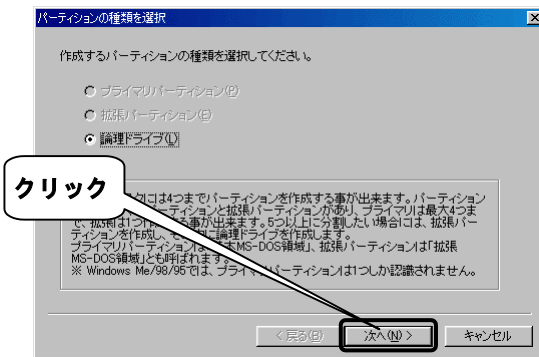 パーティションの種類を選択
作成するパーティションの種類を選択してください。
プライマリパーティション(P)
拡張パーティション(E)
論理ドライブ(L)
クリック
には4つまでパーティションを作成する事が出来ます。パーティション
ーティションと拡張パーティションがあり、プライマリは最大4つま
で、拡張は1つ作 る事が出来ます。5つ以上に分割したい場合には、拡張パー
ティションを作成し、そ に論理ドライブを作成します。
プライマリパーティションは 本MS-DOS領域」、拡張パーティションは「拡張
MS-DOS領域」とも呼ばれます。
※ Windows Me/98/95では、プライマリパーティションは1つしか認識されません。
< 戻る(B)
次へ(N) >
キャンセル